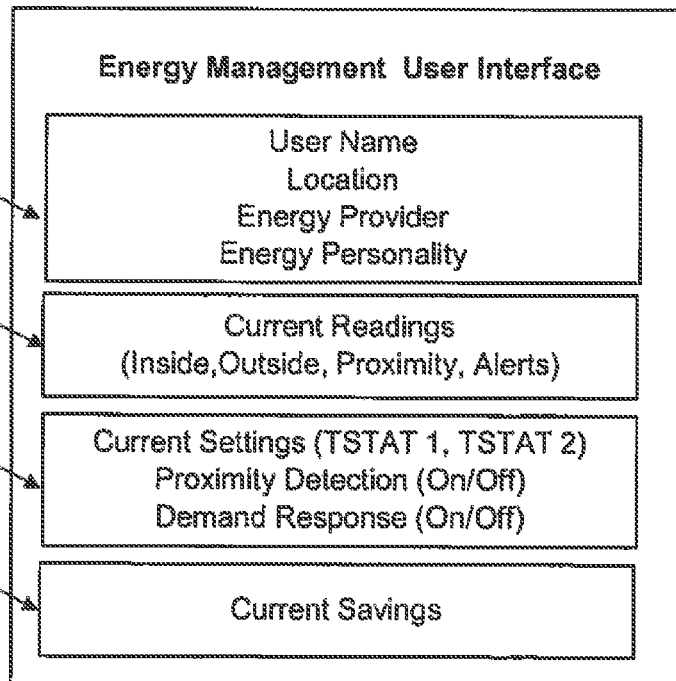 Energy Management User Interface
User Name
Location
Energy Provider
Energy Personality
Current Readings
(Inside,Outside, Proximity, Alerts)
Current Settings (TSTAT 1, TSTAT 2)
Proximity Detection (On/Off)
Demand Response (On/Off)
Current Savings